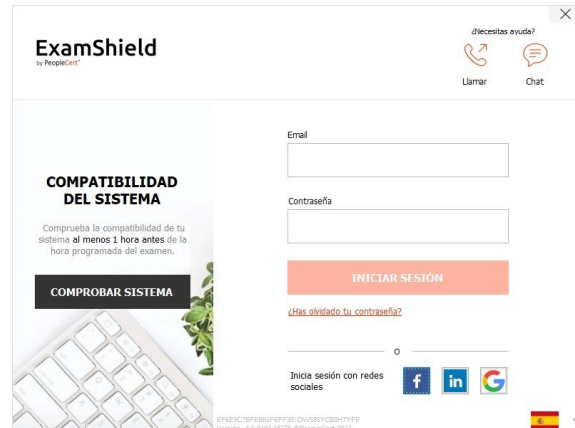 ExamShield
by PeopleCert
¿Necesitas ayuda?
Llamar
Chat
COMPATIBILIDAD
DEL SISTEMA
Comprueba la compatibilidad de tu
sistema al menos 1 hora antes de la
hora programada del examen.
COMPROBAR SISTEMA
Email
Contraseña
INICIAR SESIÓN
¿Has olvidado tu contraseña?
O
Inicia sesión con redes
sociales